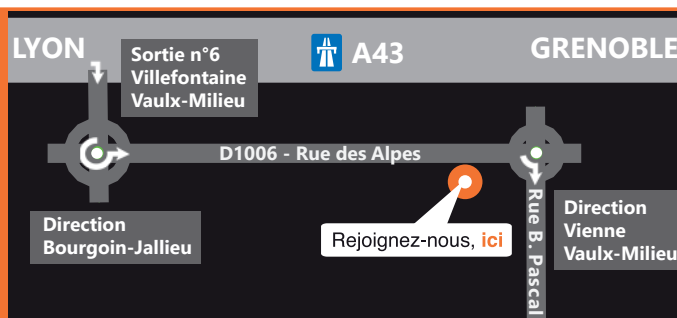 LYON
Sortie n°6
Villefontaine
Vaulx-Milieu
A43
GRENOBLE
D1006 - Rue des Alpes
Direction
Bourgoin-Jallieu
Rejoignez-nous, ici
Rue B. Pascal
Direction
Vienne
Vaulx-Milieu